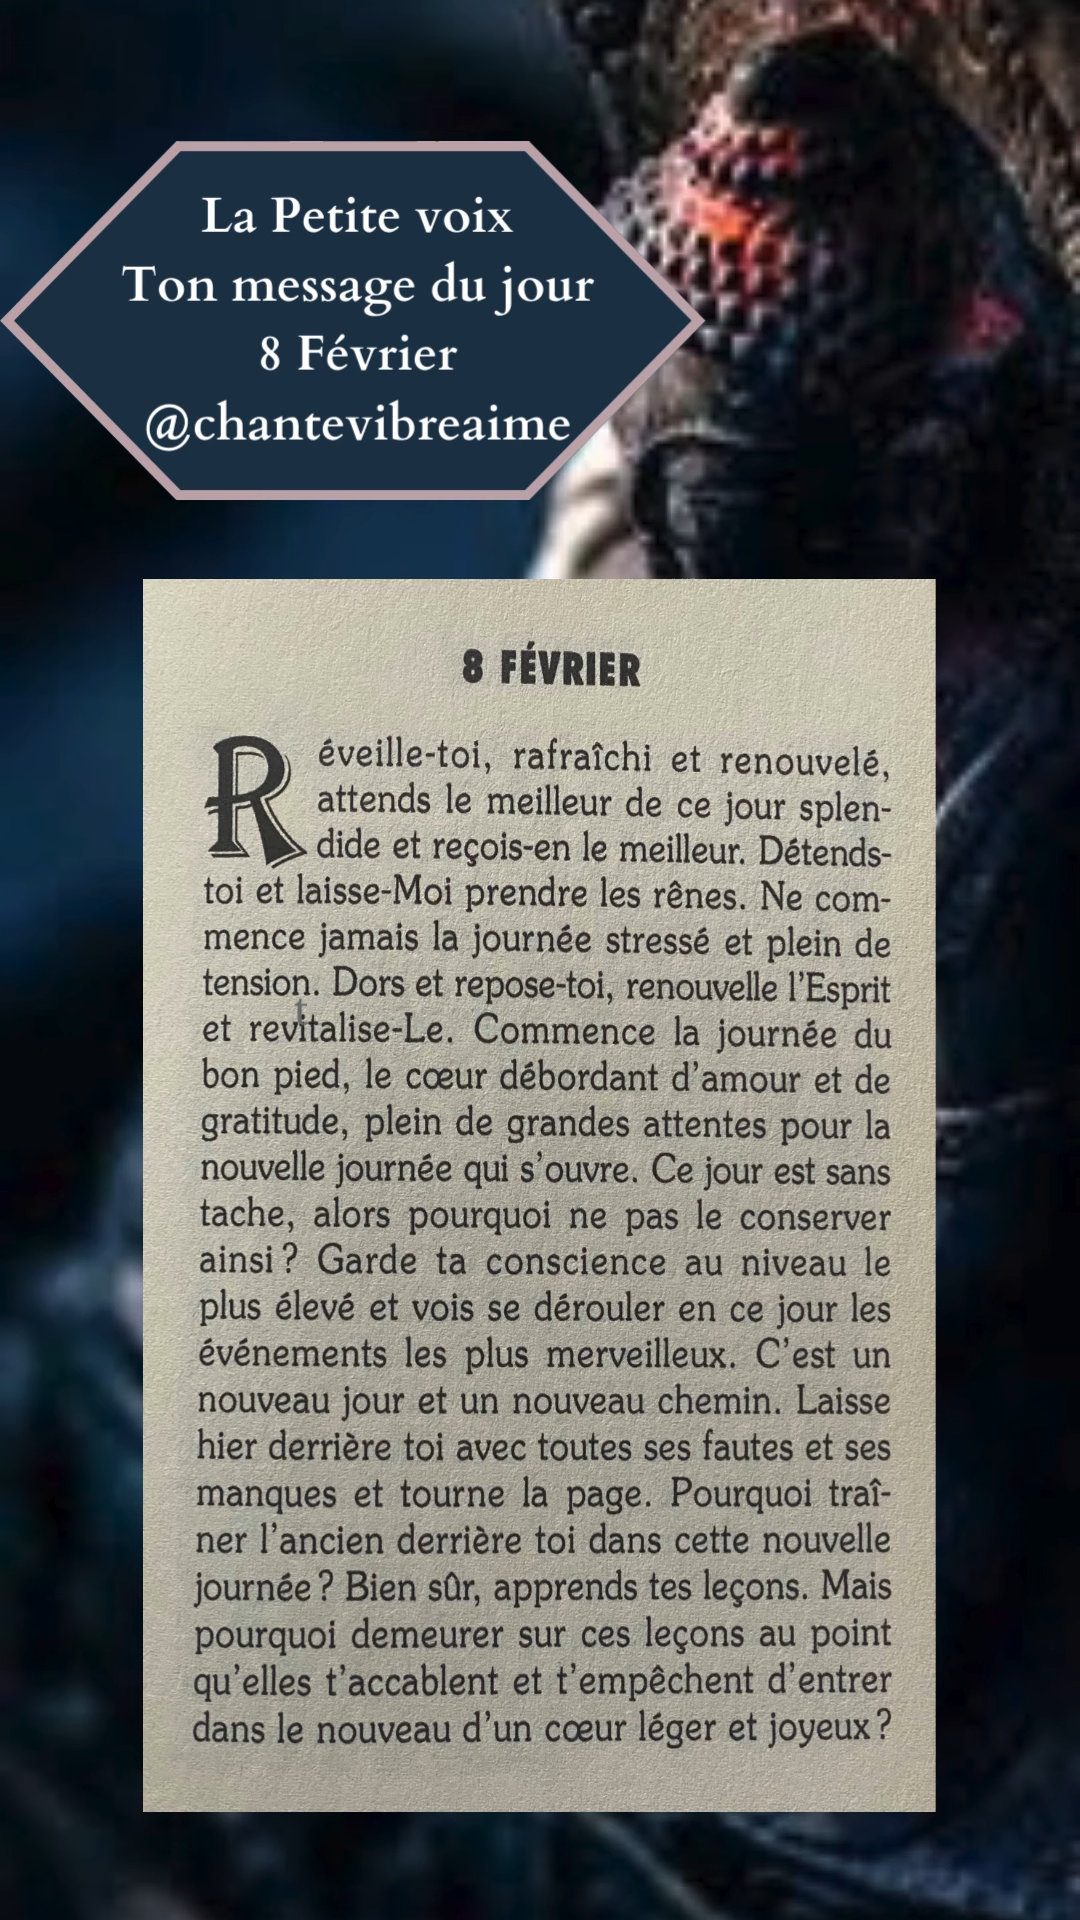 La Petite voix
Ton message du jour
8 Février
@chantevibreaime
8 FÉVRIER
Réveille-toi, rafraîchi et renouvelé,
attends le meilleur de ce jour splen-
dide et reçois-en le meilleur. Détends-
toi et laisse-Moi prendre les rênes. Ne com-
mence jamais la journée stressé et plein de
tension. Dors et repose-toi, renouvelle l'Esprit
et revitalise-Le. Commence la journée du
bon pied, le cœur débordant d'amour et de
gratitude, plein de grandes attentes pour la
nouvelle journée qui s'ouvre. Ce jour est sans
tache, alors pourquoi ne pas le conserver
ainsi ? Garde ta conscience au niveau le
plus élevé et vois se dérouler en ce jour les
événements les plus merveilleux. C'est un
nouveau jour et un nouveau chemin. Laisse
hier derrière toi avec toutes ses fautes et ses
manques et tourne la page. Pourquoi traî-
ner l'ancien derrière toi dans cette nouvelle
journée ? Bien sûr, apprends tes leçons. Mais
pourquoi demeurer sur ces leçons au point
qu'elles t'accablent et t'empêchent d'entrer
dans le nouveau d'un cœur léger et joyeux ?